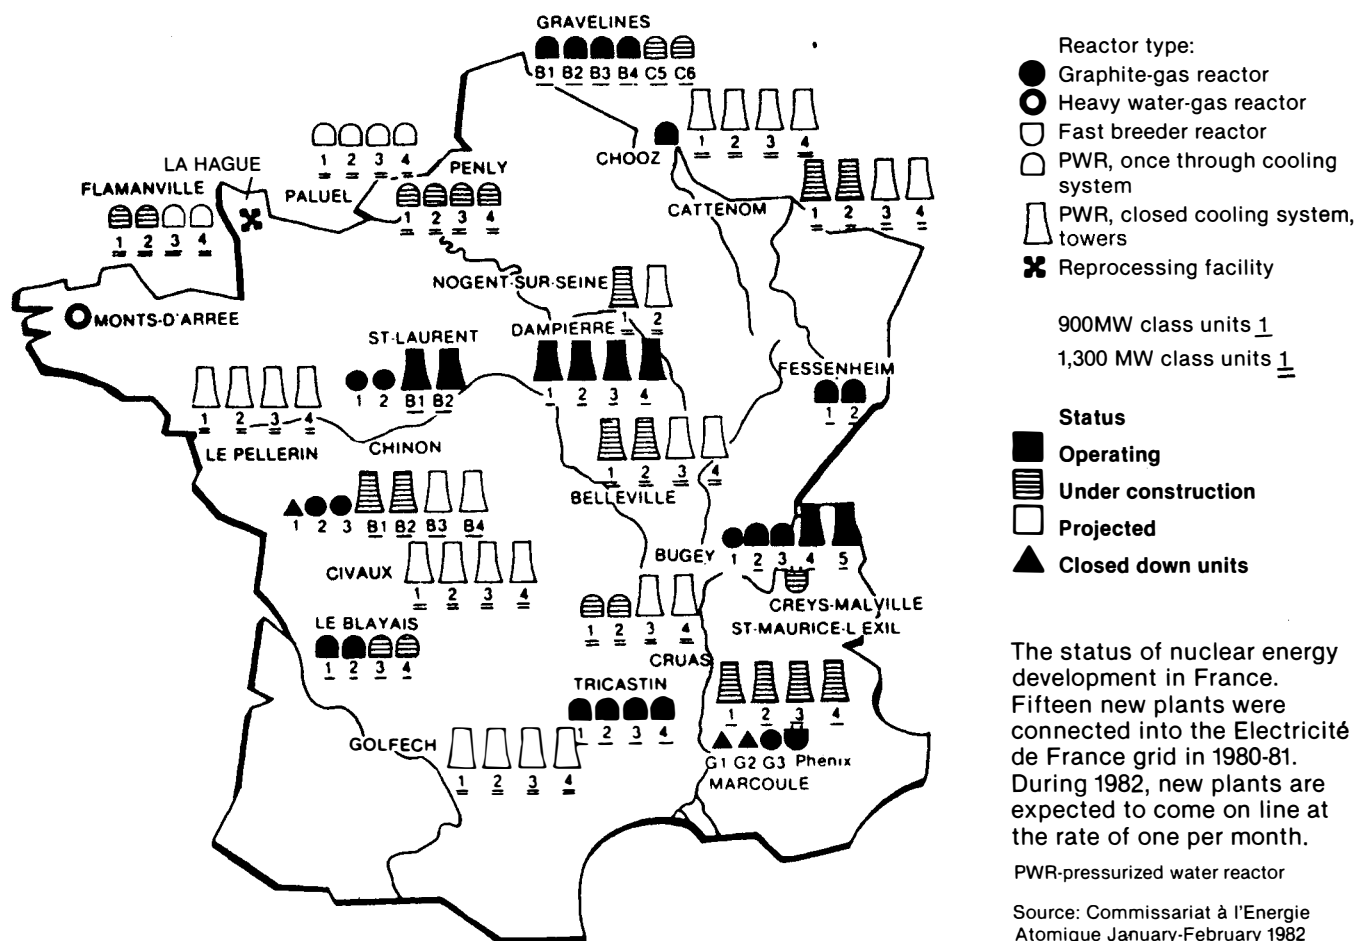 GRAVELINES
B1 B2 B3 B4 C5 C6
1 2 3 4
CHOOZ
1 2 3 4
LA HAGUE
PENLY
FLAMANVILLE
PALUEL
1 2 3 4
1 2 3 4
CATTENOM
1 2 3 4
NOGENT-SUR-SEINE
1 2
MONTS-D'ARREE
ST-LAURENT
1 2 B1 B2
DAMPIERRE
1 2 3 4
FESSENHEIM
1 2
1 2 3 4
LE PELLERIN
CHINON
1 2 3 B1 B2 B3 B4
1 2 3 4
BELLEVILLE
BUGEY
1 2 3 4 5
CIVAUX
1 2 3 4
CREYS-MALVILLE
ST-MAURICE-L EXIL
1 2 3 4
LE BLAYAIS
1 2 3 4
CRUAS
1 2 3 4
TRICASTIN
1 2 3 4
GOLFECH
1 2 3 4
G1 G2 G3 Phenix
MARCOULE
Reactor type:
Graphite-gas reactor
Heavy water-gas reactor
Fast breeder reactor
PWR, once through cooling
system
PWR, closed cooling system,
towers
Reprocessing facility
900MW class units 1
1,300 MW class units 1
Status
Operating
Under construction
Projected
Closed down units
The status of nuclear energy
development in France.
Fifteen new plants were
connected into the Electricité
de France grid in 1980-81.
During 1982, new plants are
expected to come on line at
the rate of one per month.
PWR-pressurized water reactor
Source: Commissariat à l'Energie
Atomique January-February 1982